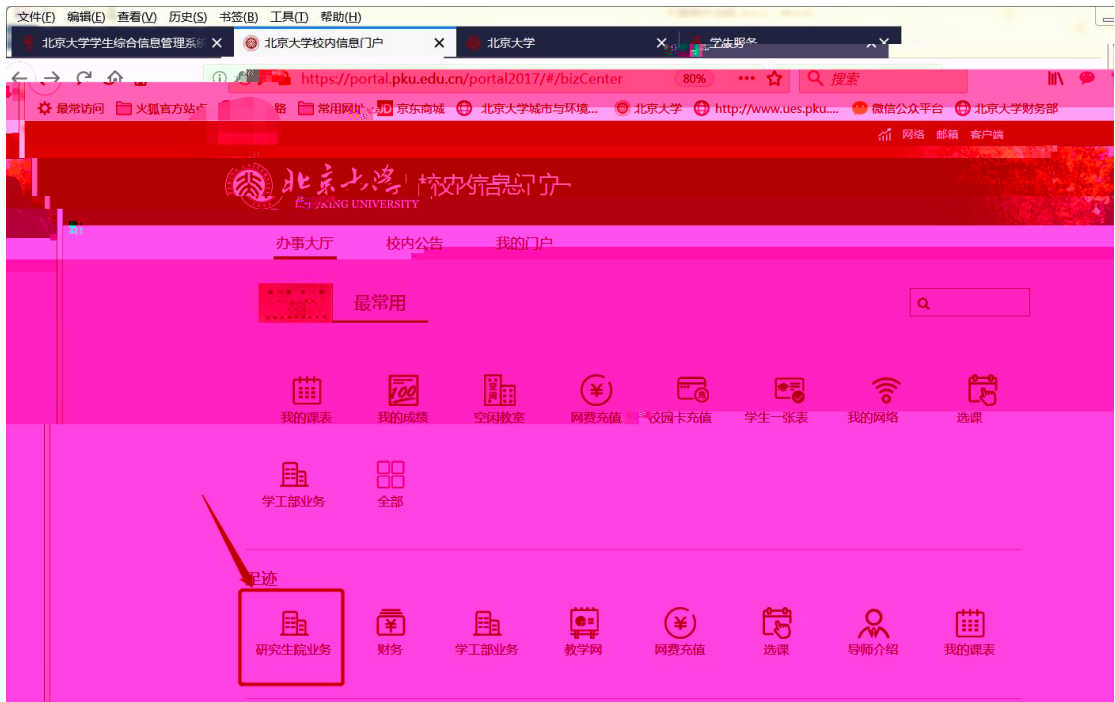 文件(F) 编辑(E) 查看(V) 历史(S) 书签(B) 工具(T) 帮助(H)
北京大学学生综合信息管理系统 北京大学校内信息门户 北京大学 学生服务
https://portal.pku.edu.cn/portal2017/#/bizCenter 80% 搜索
最常访问 火狐官方站点 常用网址 JD 京东商城 北京大学城市与环境... 北京大学 http://www.ues.pku.... 微信公众平台 北京大学财务部
网络 邮箱 客户端
北京大学 校内信息门户
PEKING UNIVERSITY
办事大厅 校内公告 我的门户
最常用
我的课表 我的成绩 空闲教室 网费充值 校园卡充值 学生一张表 我的网络 选课
学工部业务 全部
足迹
研究生院业务 财务 学工部业务 教学网 网费充值 选课 导师介绍 我的课表